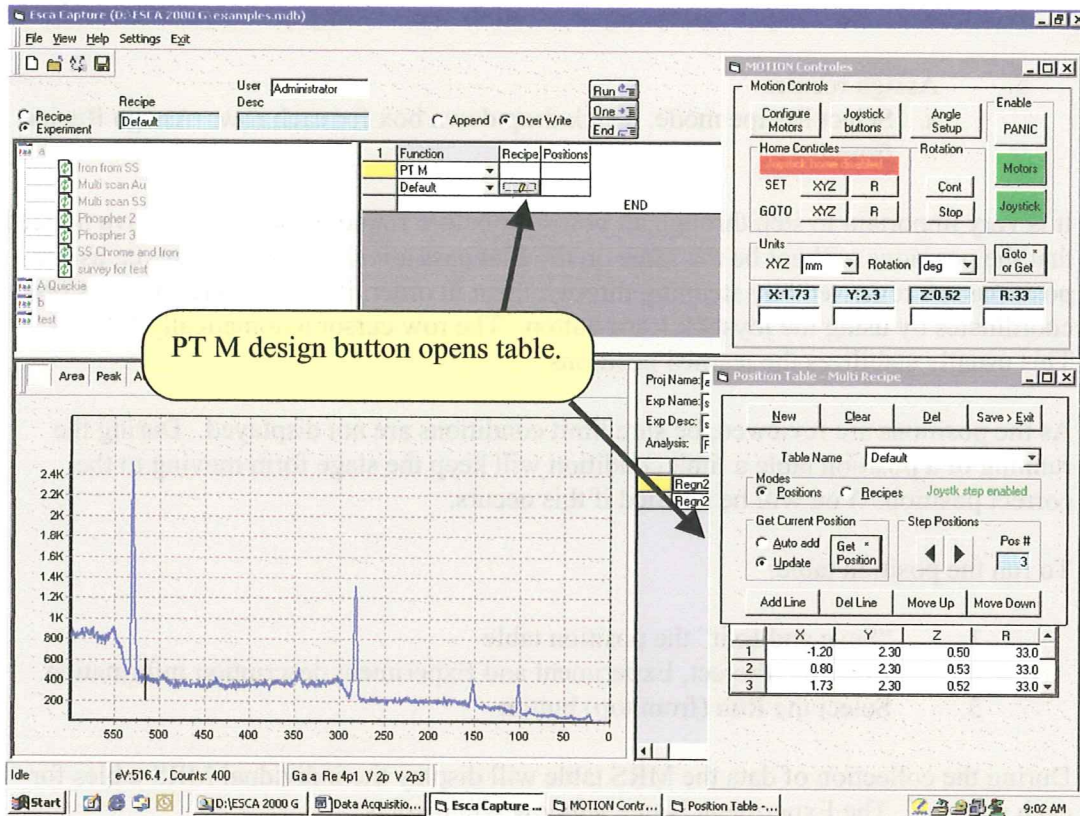 Esca Capture (D:\ESCA 2000 G\examples.mdb)
File View Help Settings Exit
User Administrator
Recipe Desc
Recipe
Experiment
Default
Append Over Write
Run
One
End
a
Iron from SS
Multi scan Au
Multi scan SS
Phospher 2
Phospher 3
SS Chrome and Iron
survey for test
A Quickie
b
test
1 Function Recipe Positions
PT M
Default
END
MOTION Controles
Motion Controls
Configure Motors
Joystick buttons
Angle Setup
Enable
PANIC
Motors
Joystick
Home Controles
Joystick home disabled
SET XYZ R
GOTO XYZ R
Rotation
Cont
Stop
Units
XYZ mm Rotation deg
Goto * or Get
X:1.73 Y:2.3 Z:0.52 R:33
PT M design button opens table.
Area Peak A
2.4K
2.2K
2K
1.8K
1.6K
1.4K
1.2K
1K
800
600
400
200
550 500 450 400 350 300 250 200 150 100 50 0
Proj Name: a
Exp Name: s
Exp Desc: s
Analysis:
Regn2
Regn2
Position Table - Multi Recipe
New Clear Del Save > Exit
Table Name Default
Modes
Positions Recipes Joystk step enabled
Get Current Position
Auto add
Update
Get * Position
Step Positions
Pos #
3
Add Line Del Line Move Up Move Down
X Y Z R
1 -1.20 2.30 0.50 33.0
2 0.80 2.30 0.53 33.0
3 1.73 2.30 0.52 33.0
Idle eV:516.4 , Counts: 400 Ga a Re 4p1 V 2p V 2p3
Start D:\ESCA 2000 G Data Acquisitio... Esca Capture ... MOTION Contr... Position Table -... 9:02 AM